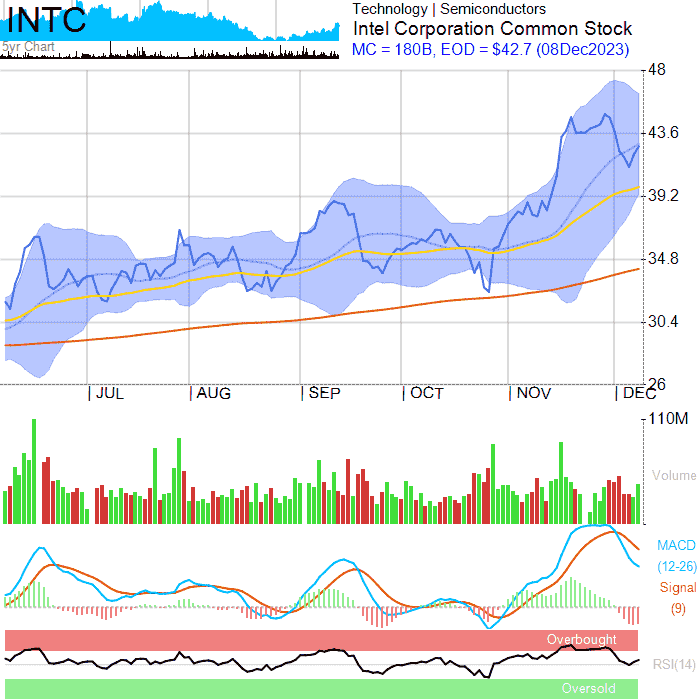 INTC
5yr Chart
Technology | Semiconductors
Intel Corporation Common Stock
MC = 180B, EOD = $42.7 (08Dec2023)
48
43.6
39.2
34.8
30.4
26
JUL
AUG
SEP
OCT
NOV
DEC
110M
Volume
MACD
(12-26)
Signal
(9)
Overbought
RSI(14)
Oversold